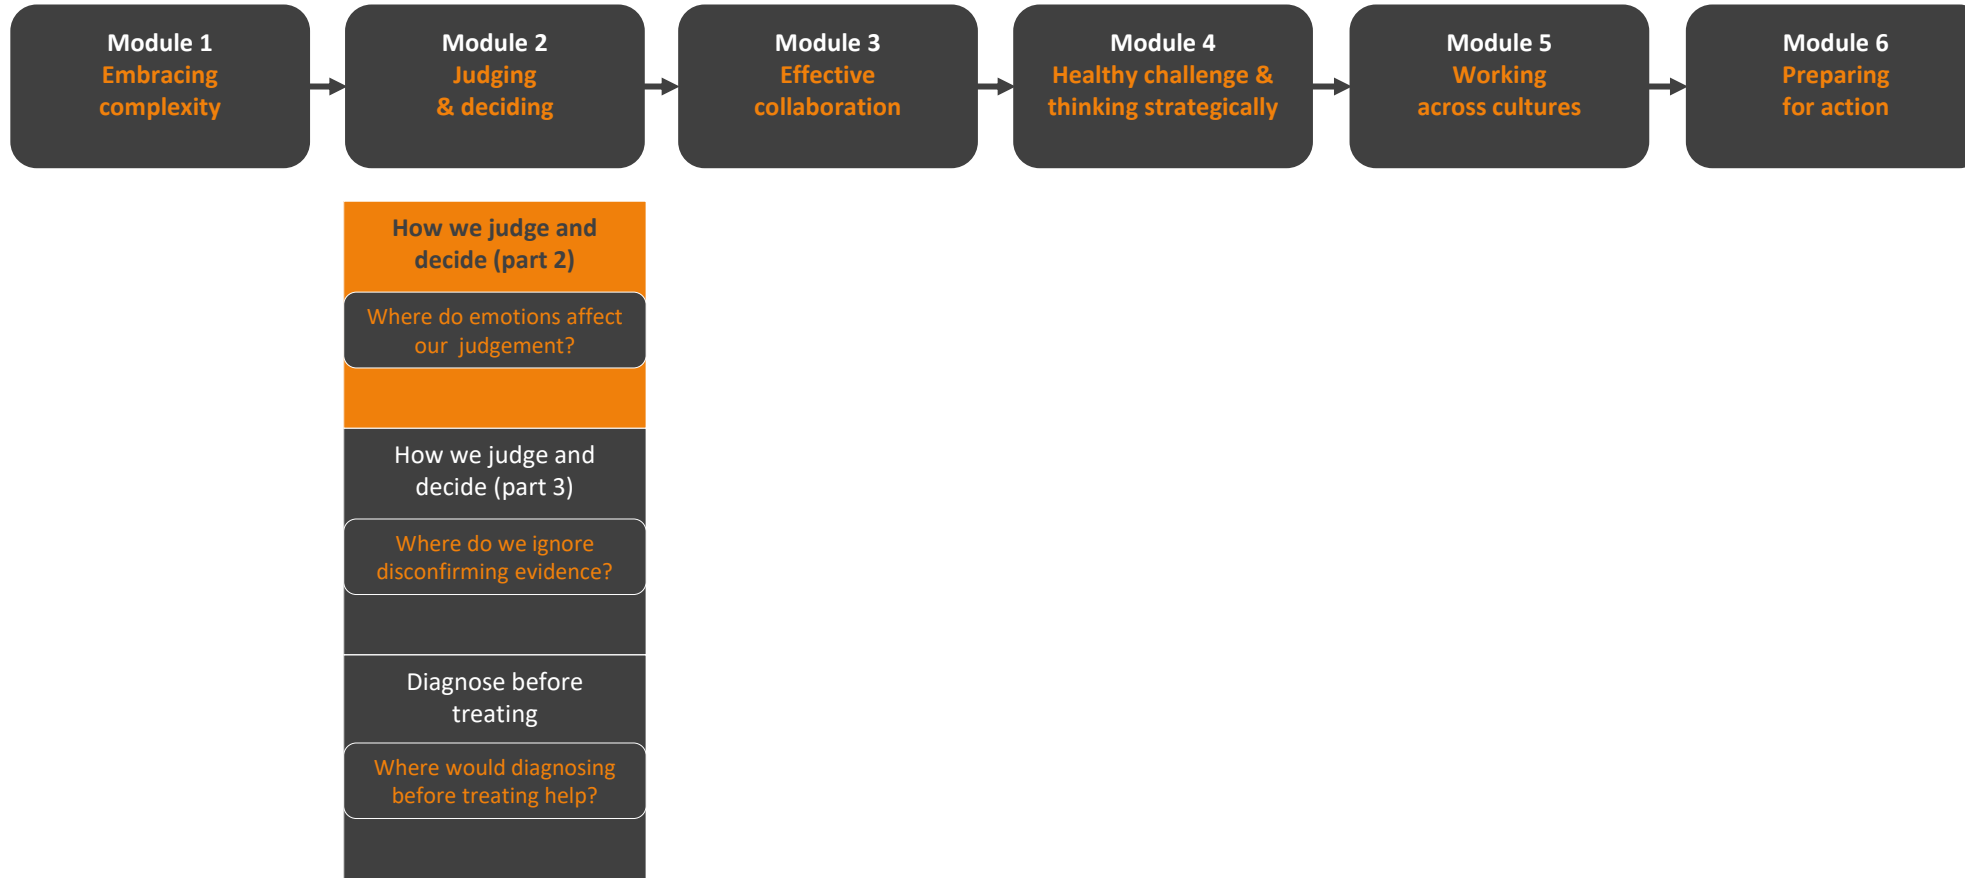 Module 1
Embracing
complexity
Module 2
Judging
& deciding
Module 3
Effective
collaboration
Module 4
Healthy challenge &
thinking strategically
Module 5
Working
across cultures
Module 6
Preparing
for action
How we judge and
decide (part 2)
Where do emotions affect
our judgement?
How we judge and
decide (part 3)
Where do we ignore
disconfirming evidence?
Diagnose before
treating
Where would diagnosing
before treating help?